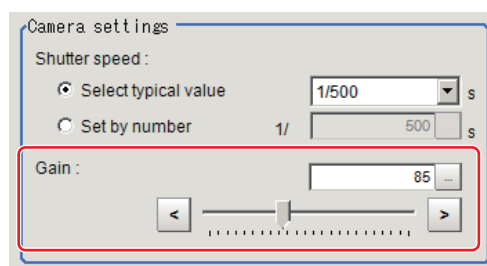 Camera settings
Shutter speed :
Select typical value 1/500 s
Set by number 1/ 500 ... s
Gain :
85 ...
< >